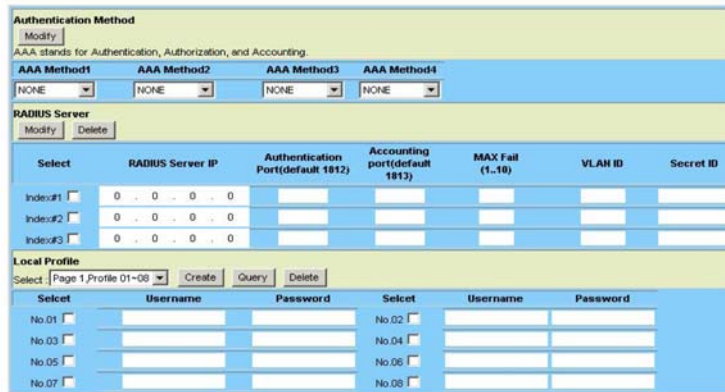 Authentication Method
Modify
AAA stands for Authentication, Authorization, and Accounting.
AAA Method1 AAA Method2 AAA Method3 AAA Method4
NONE NONE NONE NONE
RADIUS Server
Modify Delete
Select RADIUS Server IP Authentication Port(default 1812) Accounting port(default 1813) MAX Fail (1..10) VLAN ID Secret ID
Index#1 0 . 0 . 0 . 0
Index#2 0 . 0 . 0 . 0
Index#3 0 . 0 . 0 . 0
Local Profile
Select : Page 1,Profile 01~08 Create Query Delete
Selcet Username Password Selcet Username Password
No.01 No.02
No.03 No.04
No.05 No.06
No.07 No.08